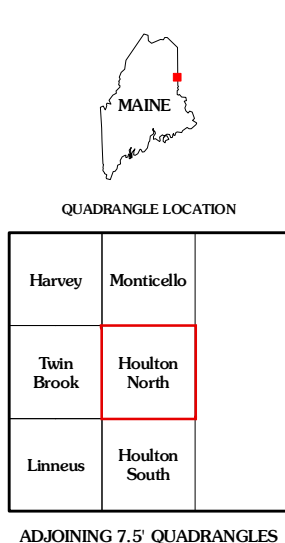 MAINE
QUADRANGLE LOCATION
Harvey
Monticello
Twin
Brook
Houlton
North
Linneus
Houlton
South
ADJOINING 7.5' QUADRANGLES